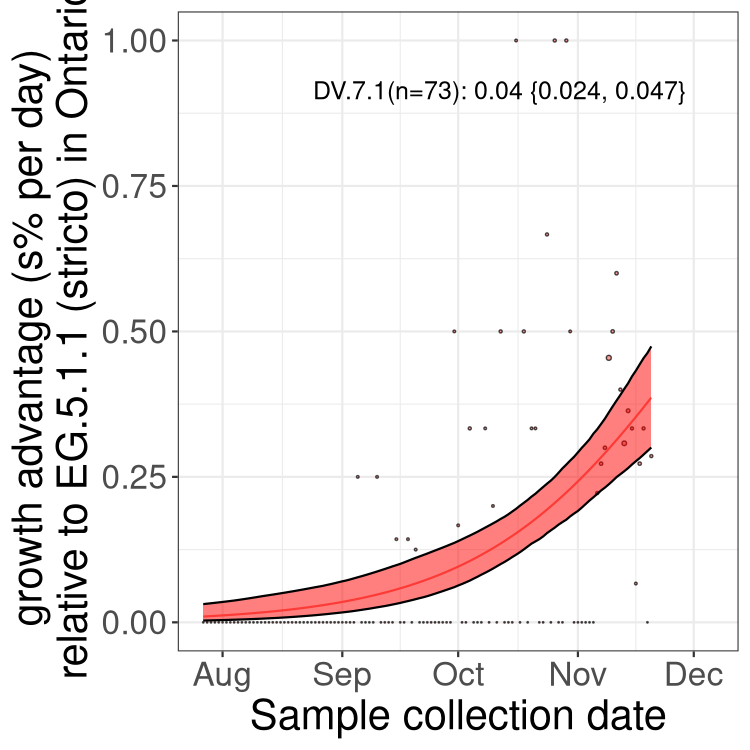 growth advantage (s% per day)
relative to EG.5.1.1 (stricto) in Ontario
1.00
0.75
0.50
0.25
0.00
DV.7.1(n=73): 0.04 {0.024, 0.047}
Aug Sep Oct Nov Dec
Sample collection date